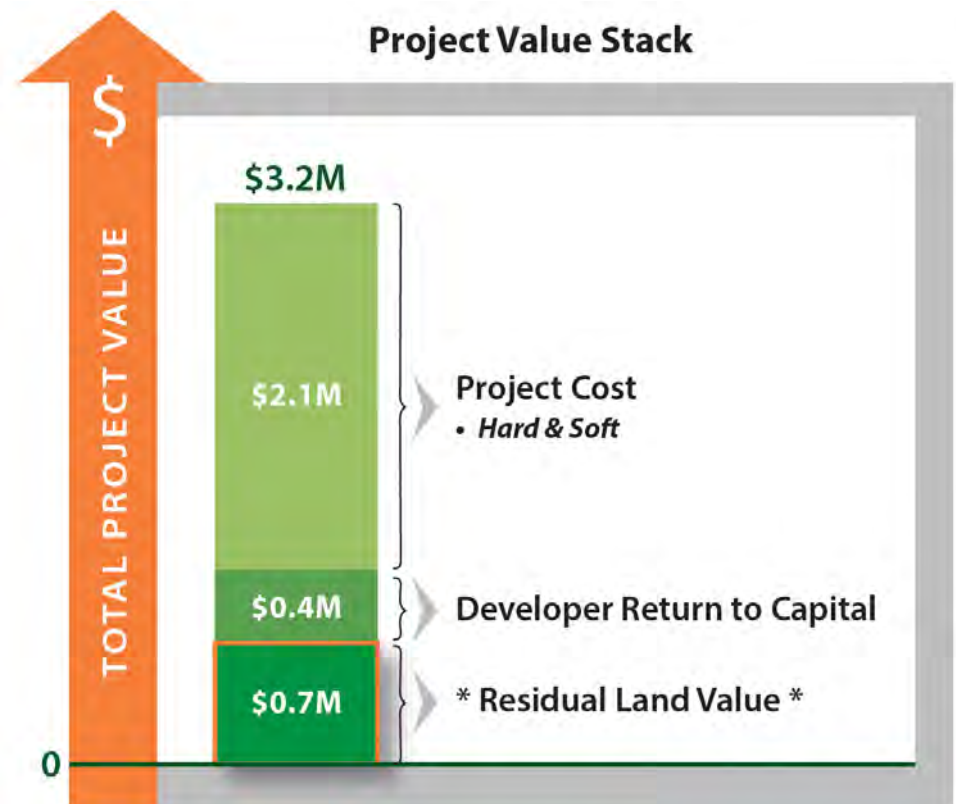 Project Value Stack
$
TOTAL PROJECT VALUE
$3.2M
$2.1M
Project Cost
• Hard & Soft
$0.4M
Developer Return to Capital
$0.7M
* Residual Land Value *
0